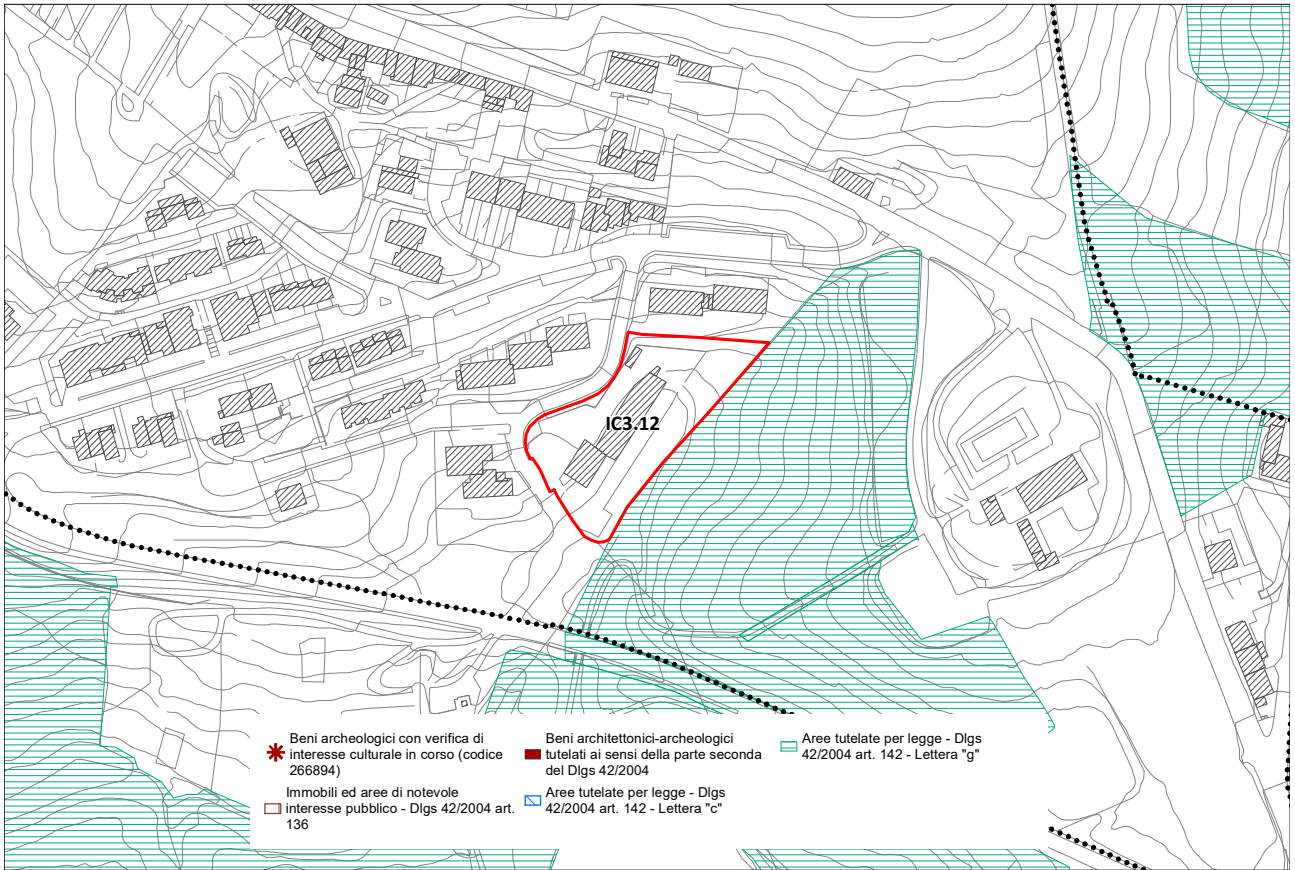 IC3.12
Beni archeologici con verifica di
interesse culturale in corso (codice
266894)
Immobili ed aree di notevole
interesse pubblico - Dlgs 42/2004 art.
136
Beni architettonici-archeologici
tutelati ai sensi della parte seconda
del Dlgs 42/2004
Aree tutelate per legge - Dlgs
42/2004 art. 142 - Lettera "c"
Aree tutelate per legge - Dlgs
42/2004 art. 142 - Lettera "g"